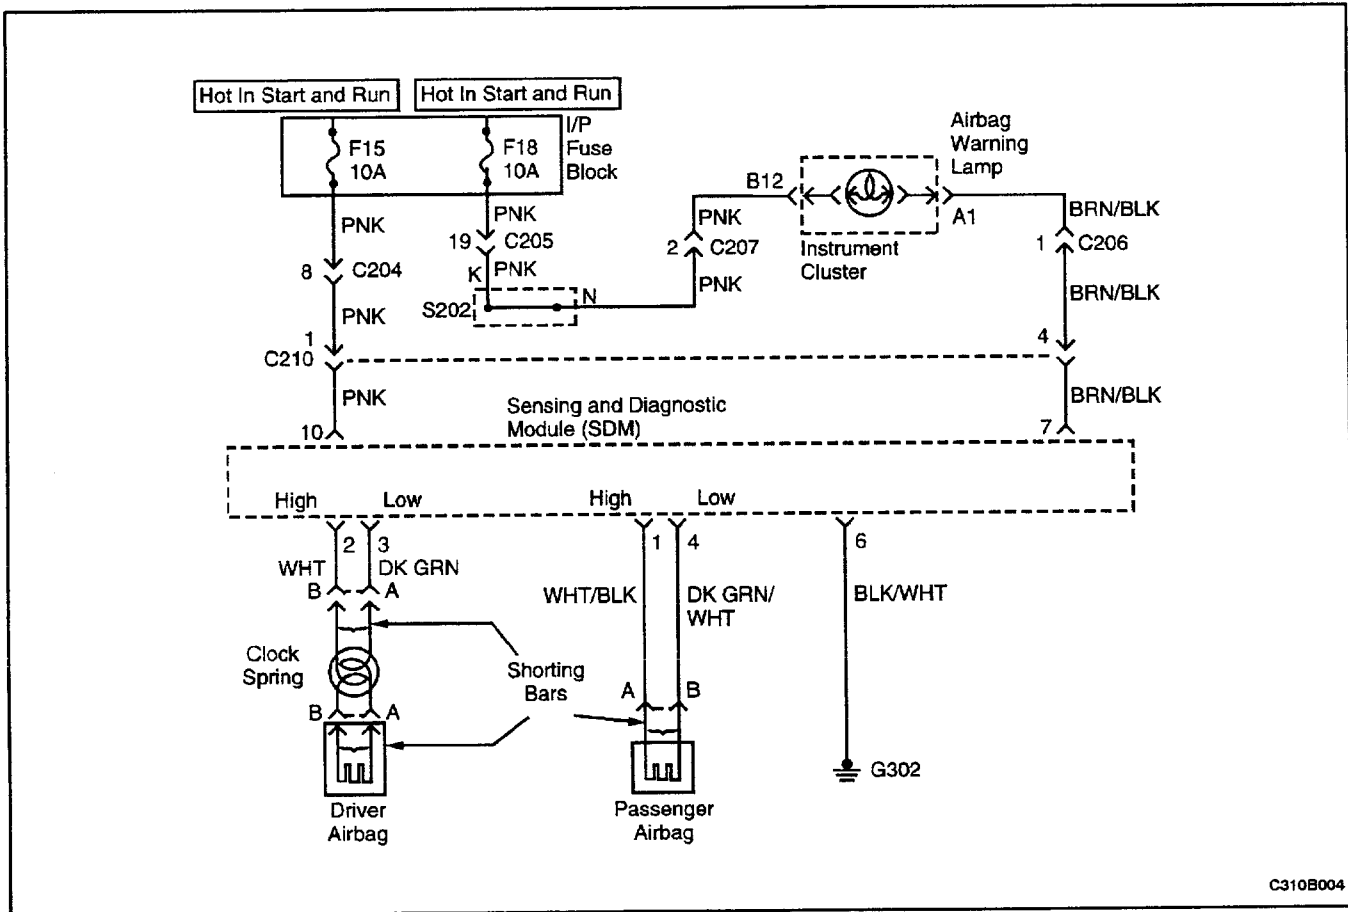 Hot In Start and Run
Hot In Start and Run
I/P
Fuse
Block
F15
10A
F18
10A
Airbag
Warning
Lamp
B12
A1
Instrument
Cluster
PNK
PNK
PNK
BRN/BLK
8
C204
19
C205
2
C207
1
C206
K
PNK
PNK
BRN/BLK
S202
N
PNK
1
C210
4
PNK
BRN/BLK
Sensing and Diagnostic
Module (SDM)
10
7
High
Low
High
Low
2
3
1
4
6
WHT
DK GRN
WHT/BLK
DK GRN/
WHT
BLK/WHT
B
A
Clock
Spring
Shorting
Bars
A
B
B
A
G302
Driver
Airbag
Passenger
Airbag
C310B004